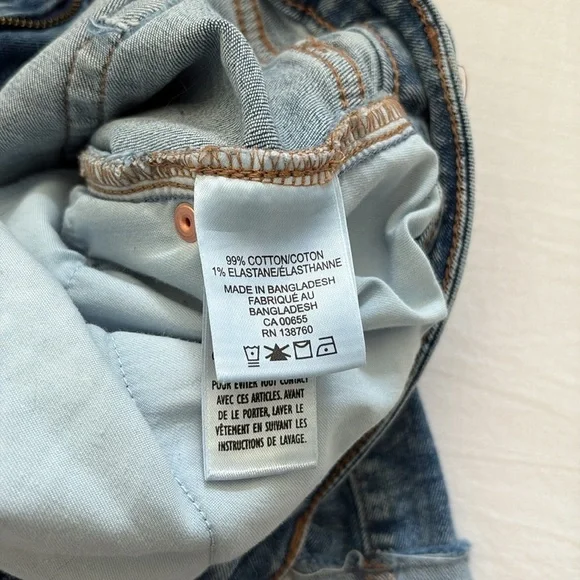 99% COTTON/COTON
1% ELASTANE/ÉLASTHANNE
MADE IN BANGLADESH
FABRIQUÉ AU
BANGLADESH
CA 00655
RN 138760
POUR ÉVITER TOUT CONTACT
AVEC CES ARTICLES. AVANT
DE LE PORTER, LAVER LE
VÊTEMENT EN SUIVANT LES
INSTRUCTIONS DE LAVAGE.